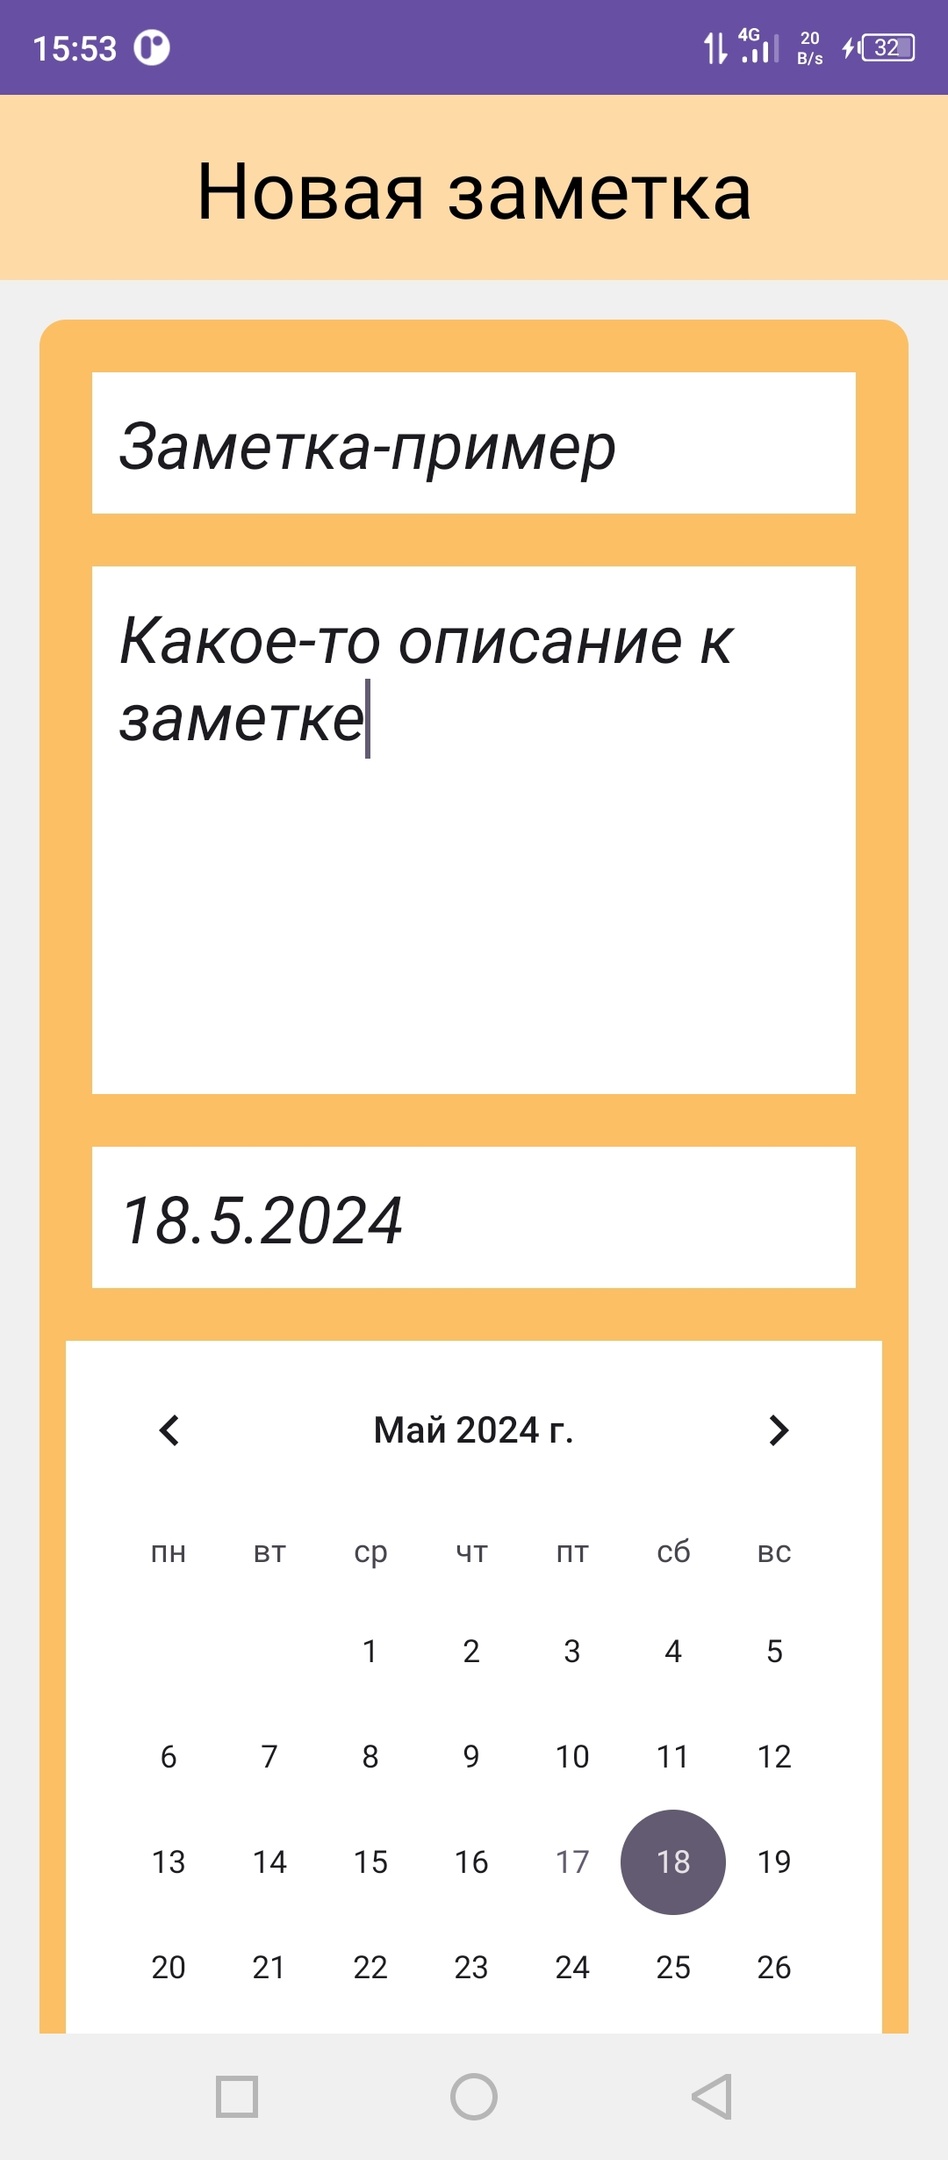 15:53 4G 20 B/s 32
Новая заметка
Заметка-пример
Какое-то описание к
заметке
18.5.2024
Май 2024 г.
пн вт ср чт пт сб вс
1 2 3 4 5
6 7 8 9 10 11 12
13 14 15 16 17 18 19
20 21 22 23 24 25 26